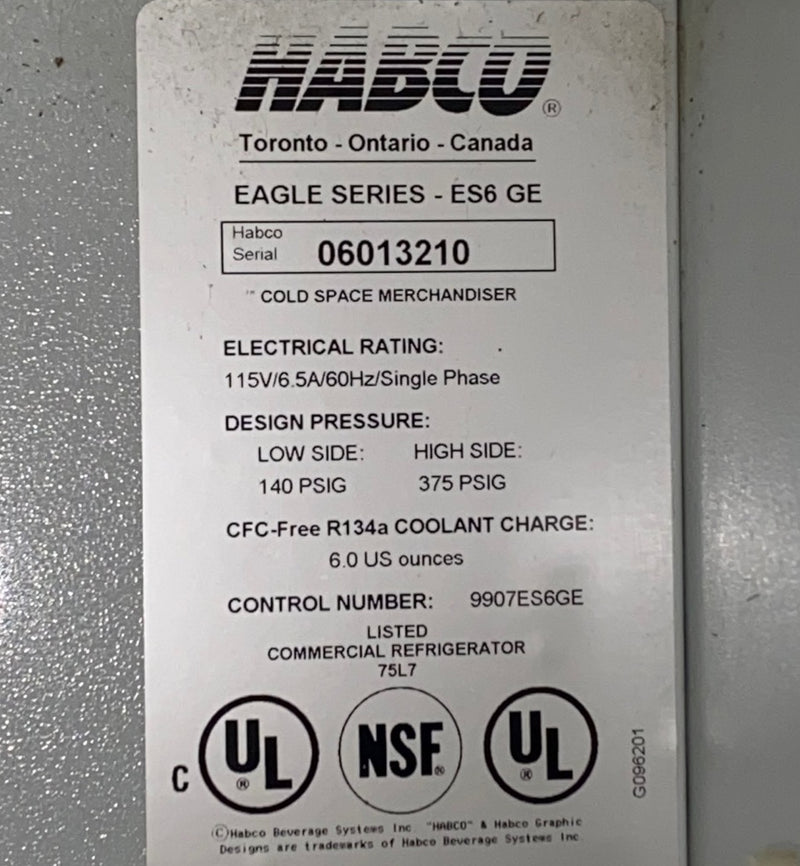 HABCO®
Toronto - Ontario - Canada
EAGLE SERIES - ES6 GE
Habco
Serial 06013210
™ COLD SPACE MERCHANDISER
ELECTRICAL RATING:
115V/6.5A/60Hz/Single Phase
DESIGN PRESSURE:
LOW SIDE: HIGH SIDE:
140 PSIG 375 PSIG
CFC-Free R134a COOLANT CHARGE:
6.0 US ounces
CONTROL NUMBER: 9907ES6GE
LISTED
COMMERCIAL REFRIGERATOR
75L7
C UL® NSF® UL®
G096201
©Habco Beverage Systems Inc. "HABCO" & Habco Graphic
Designs are trademarks of Habco Beverage Systems Inc.